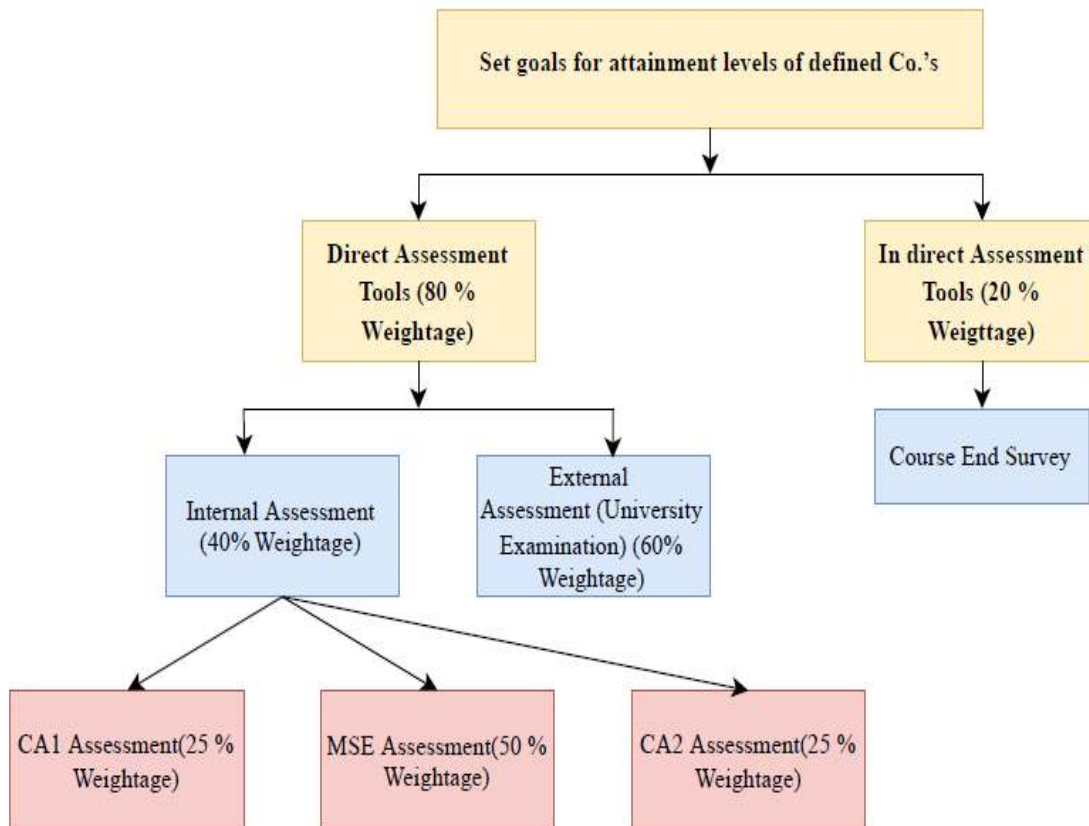 Set goals for attainment levels of defined Co.’s
Direct Assessment
Tools (80 %
Weightage)
In direct Assessment
Tools (20 %
Weigttage)
Internal Assessment
(40% Weightage)
External
Assessment (University
Examination) (60%
Weightage)
Course End Survey
CA1 Assessment(25 %
Weightage)
MSE Assessment(50 %
Weightage)
CA2 Assessment(25 %
Weightage)